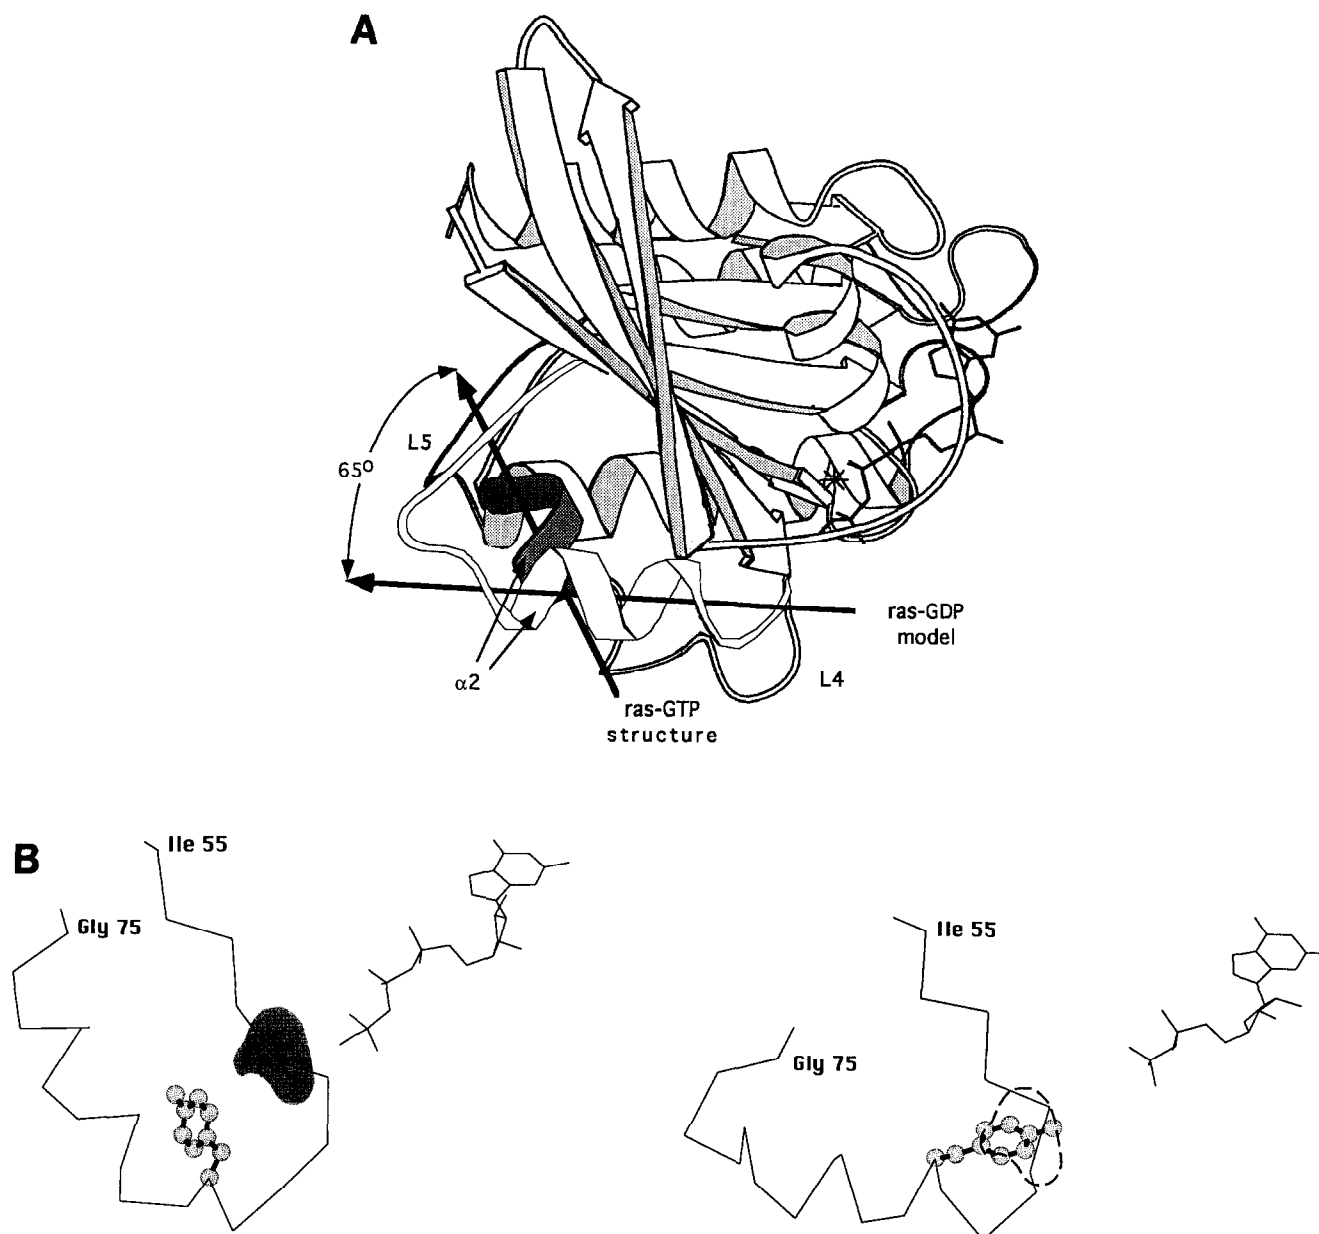 A
L5
65°
ras-GDP
model
α2
L4
ras-GTP
structure
B
Ile 55
Gly 75
Ile 55
Gly 75